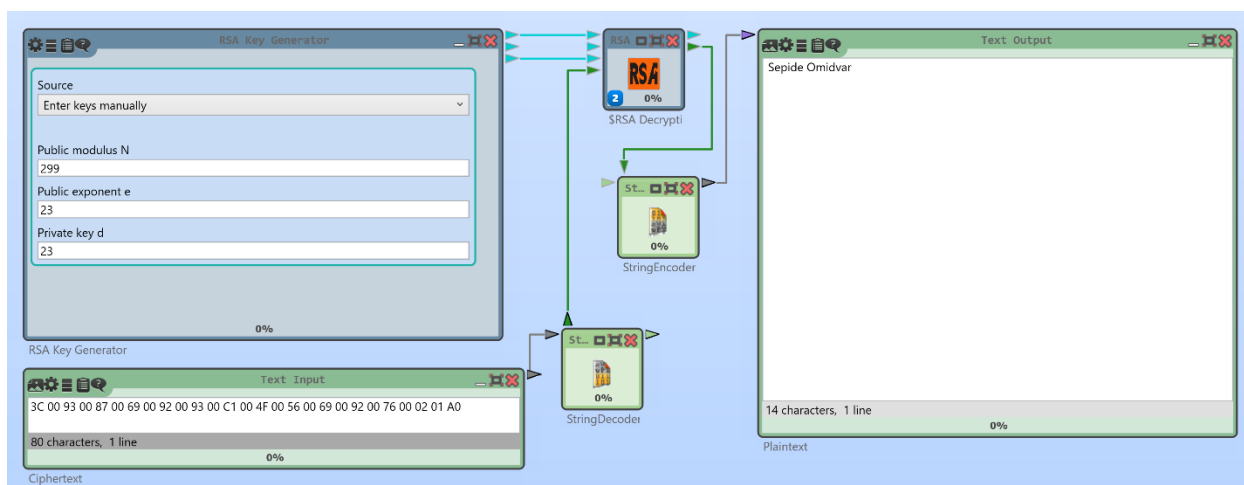 RSA Key Generator
Source
Enter keys manually
Public modulus N
299
Public exponent e
23
Private key d
23
0%
RSA Key Generator
Text Input
3C 00 93 00 87 00 69 00 92 00 93 00 C1 00 4F 00 56 00 69 00 92 00 76 00 02 01 A0
80 characters, 1 line
0%
Ciphertext
RSA
RSA
2
0%
$RSA Decrypti
St...
0%
StringEncoder
St...
0%
StringDecoder
Text Output
Sepide Omidvar
14 characters, 1 line
0%
Plaintext